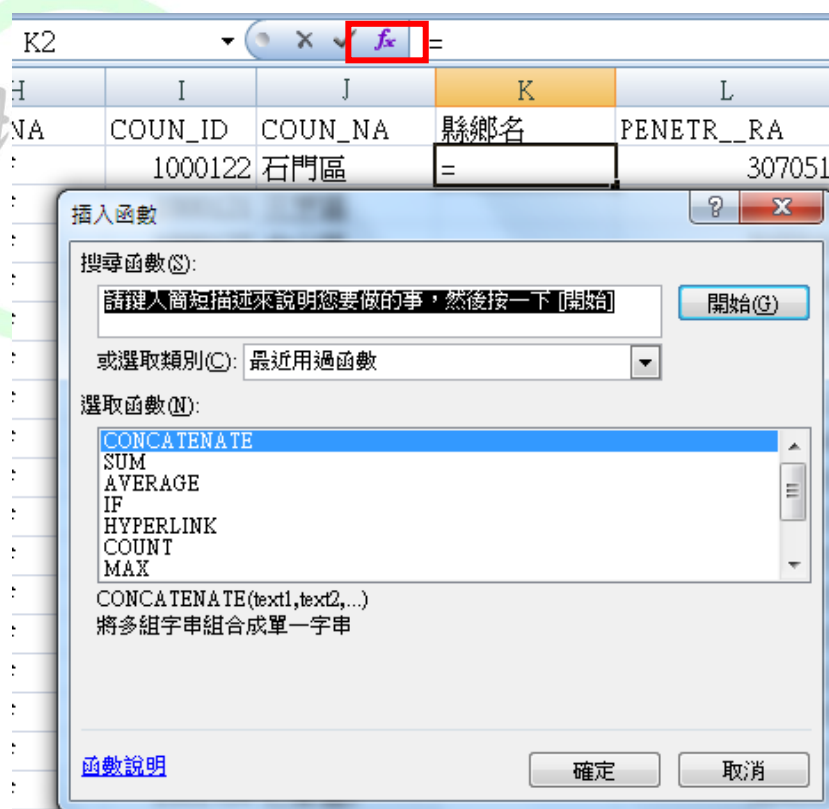 K2 fx =
H I J K L
NA COUN_ID COUN_NA 縣鄉名 PENETR__RA
1000122 石門區 = 307051
插入函數
搜尋函數(S):
請鍵入簡短描述來說明您要做的事，然後按一下 [開始]
開始(G)
或選取類別(C): 最近用過函數
選取函數(N):
CONCATENATE
SUM
AVERAGE
IF
HYPERLINK
COUNT
MAX
CONCATENATE(text1,text2,...)
將多組字串組合成單一字串
函數說明 確定 取消